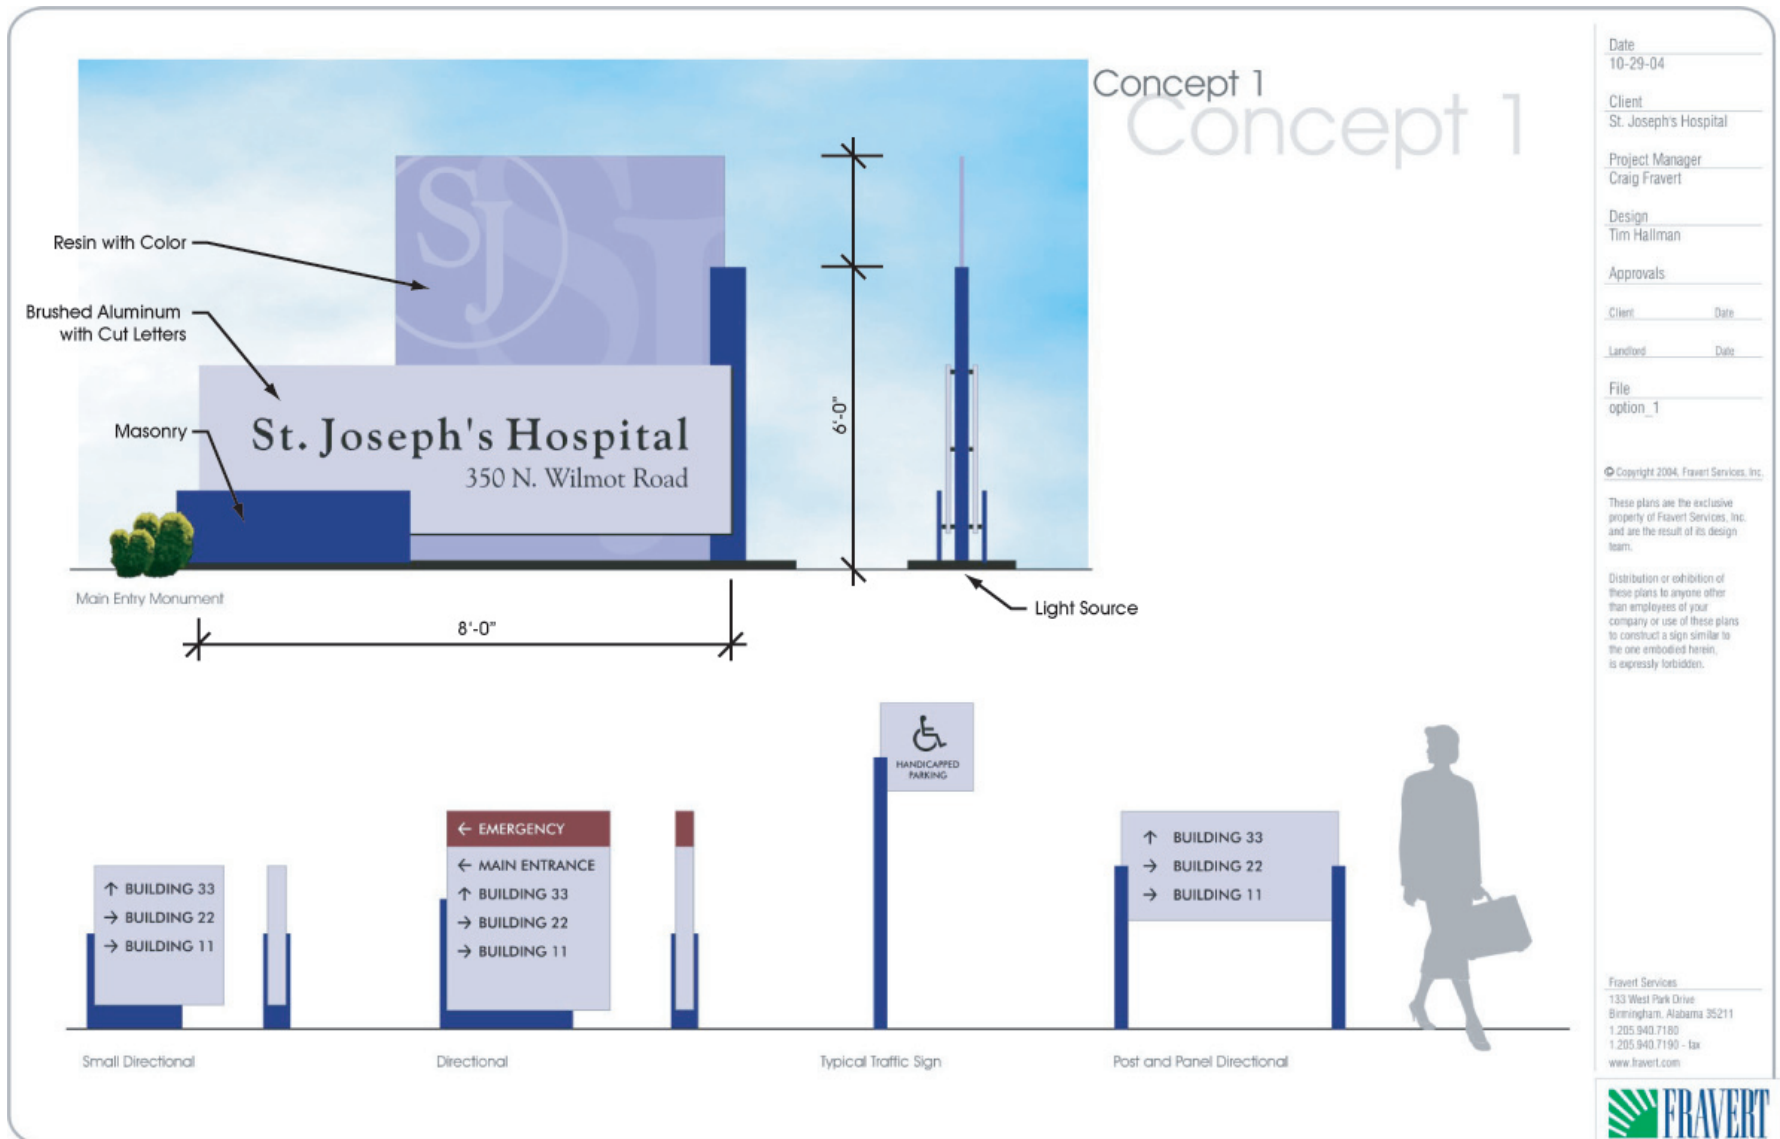 Concept 1
Concept 1
SJ
SJ
Resin with Color
Brushed Aluminum
with Cut Letters
Masonry
St. Joseph's Hospital
350 N. Wilmot Road
6'-0"
Main Entry Monument
8'-0"
Light Source
HANDICAPPED
PARKING
↑ BUILDING 33
→ BUILDING 22
→ BUILDING 11
← EMERGENCY
← MAIN ENTRANCE
↑ BUILDING 33
→ BUILDING 22
→ BUILDING 11
↑ BUILDING 33
→ BUILDING 22
→ BUILDING 11
Small Directional
Directional
Typical Traffic Sign
Post and Panel Directional
Date
10-29-04
Client
St. Joseph's Hospital
Project Manager
Craig Fravert
Design
Tim Hallman
Approvals
Client Date
Landlord Date
File
option_1
© Copyright 2004, Fravert Services, Inc.
These plans are the exclusive
property of Fravert Services, Inc.
and are the result of its design
team.
Distribution or exhibition of
these plans to anyone other
than employees of your
company or use of these plans
to construct a sign similar to
the one embodied herein,
is expressly forbidden.
Fravert Services
133 West Park Drive
Birmingham, Alabama 35211
1.205.940.7180
1.205.940.7190 - fax
www.fravert.com
FRAVERT